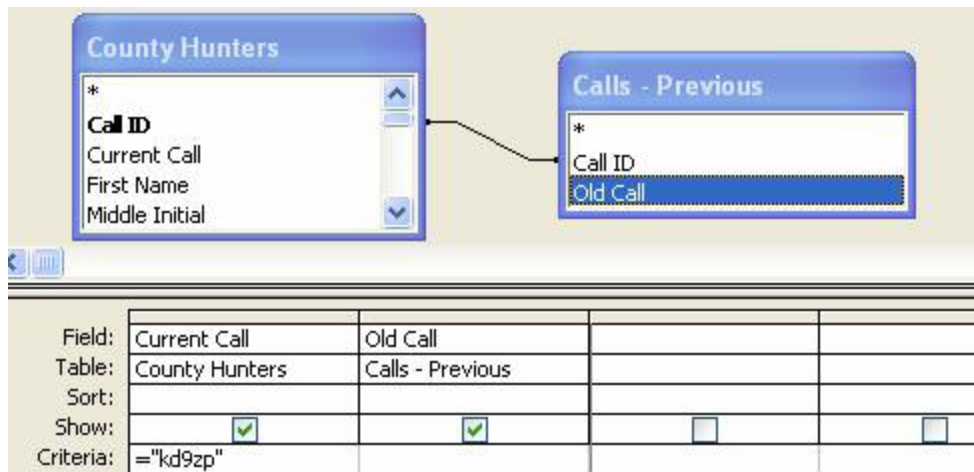 County Hunters
*
Call ID
Current Call
First Name
Middle Initial
Calls - Previous
*
Call ID
Old Call
Field: Current Call Old Call
Table: County Hunters Calls - Previous
Sort:
Show:
Criteria: ="kd9zp"